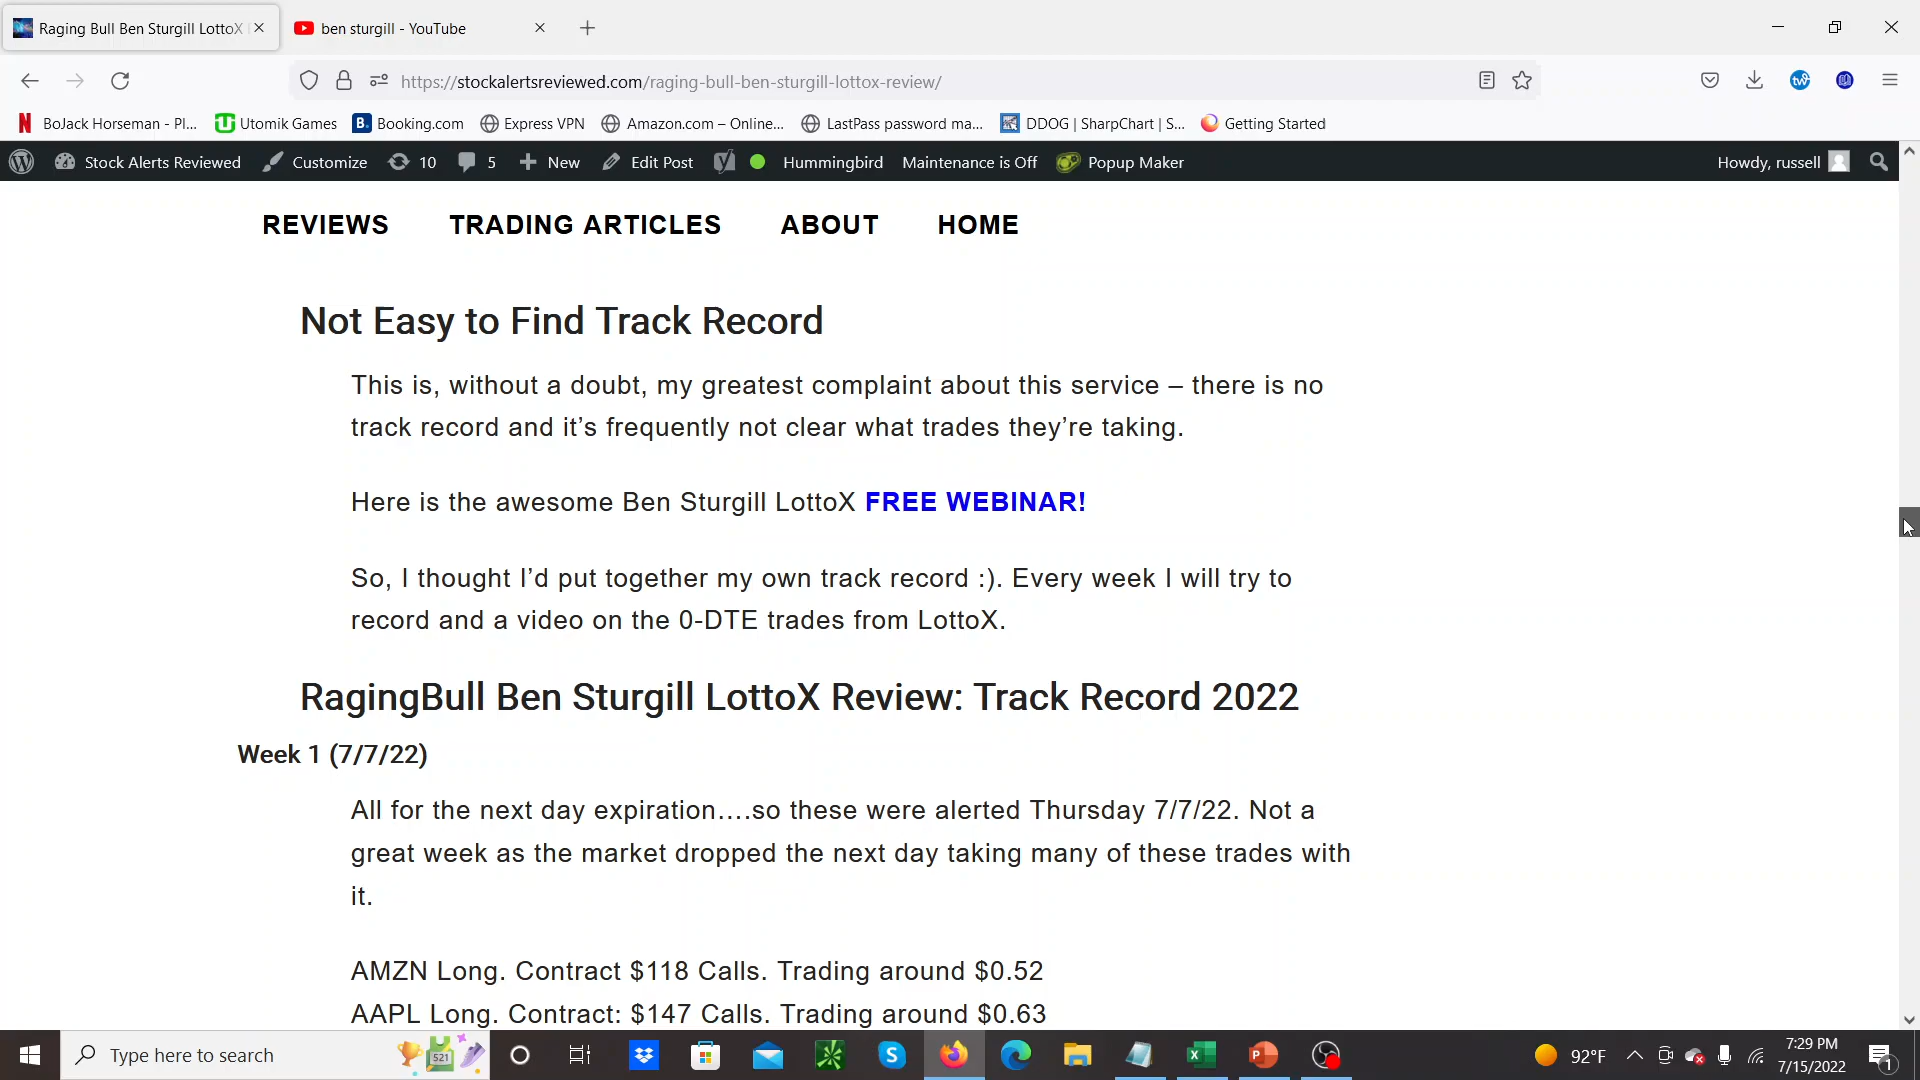 Raging Bull Ben Sturgill LottoX
ben sturgill - YouTube
https://stockalertsreviewed.com/raging-bull-ben-sturgill-lottox-review/
BoJack Horseman - Pl... Utomik Games Booking.com Express VPN Amazon.com – Online... LastPass password ma... DDOG | SharpChart | S... Getting Started
Stock Alerts Reviewed Customize 10 5 New Edit Post Hummingbird Maintenance is Off Popup Maker Howdy, russell
REVIEWS TRADING ARTICLES ABOUT HOME
Not Easy to Find Track Record
This is, without a doubt, my greatest complaint about this service – there is no
track record and it’s frequently not clear what trades they’re taking.
Here is the awesome Ben Sturgill LottoX FREE WEBINAR!
So, I thought I’d put together my own track record :). Every week I will try to
record and a video on the 0-DTE trades from LottoX.
RagingBull Ben Sturgill LottoX Review: Track Record 2022
Week 1 (7/7/22)
All for the next day expiration….so these were alerted Thursday 7/7/22. Not a
great week as the market dropped the next day taking many of these trades with
it.
AMZN Long. Contract $118 Calls. Trading around $0.52
AAPL Long. Contract: $147 Calls. Trading around $0.63
Type here to search
521
92°F
7:29 PM
7/15/2022
1